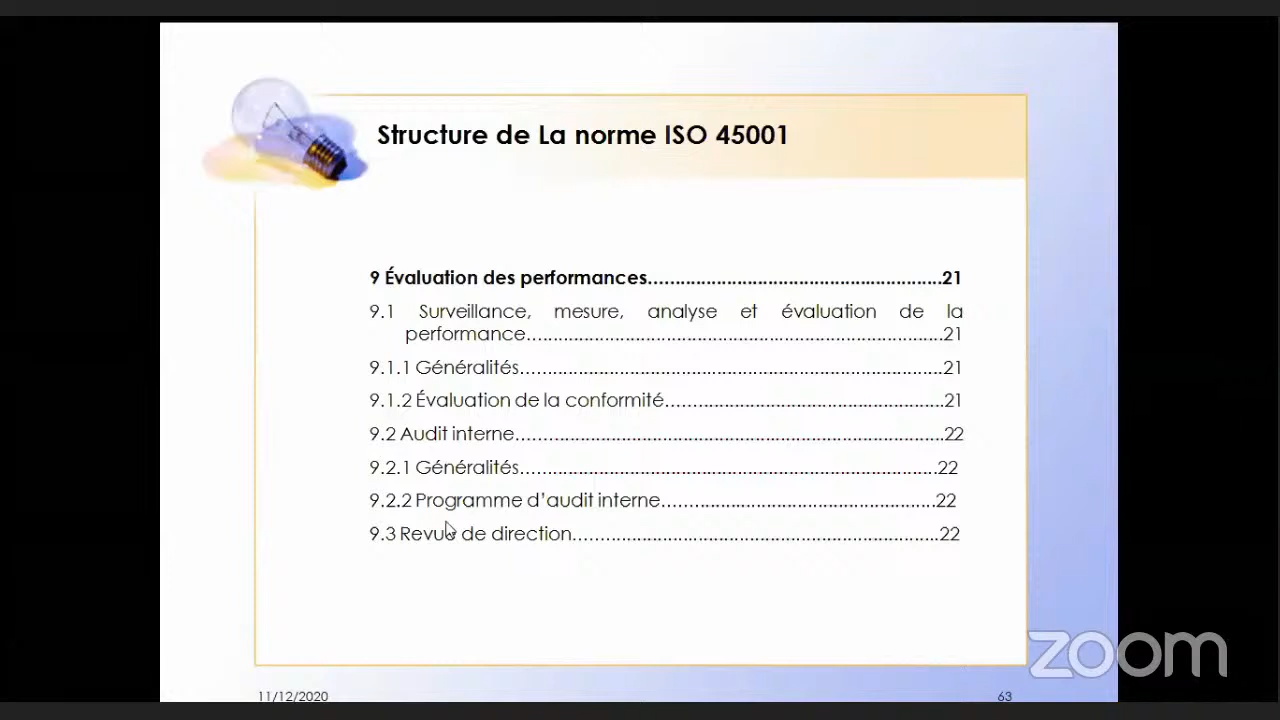 Structure de La norme ISO 45001
9 Évaluation des performances.................................................21
9.1 Surveillance, mesure, analyse et évaluation de la
performance.....................................................................21
9.1.1 Généralités......................................................................21
9.1.2 Évaluation de la conformité..............................................21
9.2 Audit interne.......................................................................22
9.2.1 Généralités.....................................................................22
9.2.2 Programme d’audit interne.............................................22
9.3 Revue de direction.............................................................22
zoom
11/12/2020
63